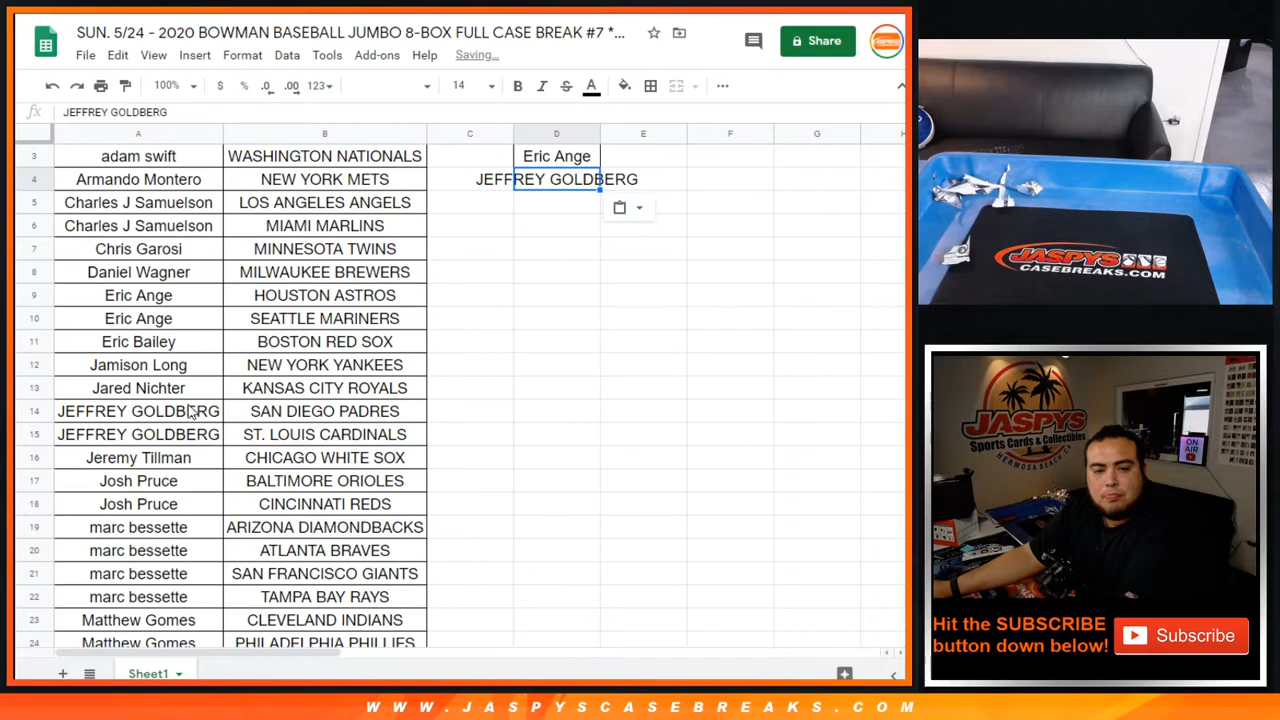 SUN. 5/24 - 2020 BOWMAN BASEBALL JUMBO 8-BOX FULL CASE BREAK #7 *...
File Edit View Insert Format Data Tools Add-ons Help Saving...
Share
100% $ % .0 .00 123 14 B I S A
fx JEFFREY GOLDBERG
A B C D E F G H
3 adam swift WASHINGTON NATIONALS Eric Ange
4 Armando Montero NEW YORK METS JEFFREY GOLDBERG
5 Charles J Samuelson LOS ANGELES ANGELS
6 Charles J Samuelson MIAMI MARLINS
7 Chris Garosi MINNESOTA TWINS
8 Daniel Wagner MILWAUKEE BREWERS
9 Eric Ange HOUSTON ASTROS
10 Eric Ange SEATTLE MARINERS
11 Eric Bailey BOSTON RED SOX
12 Jamison Long NEW YORK YANKEES
13 Jared Nichter KANSAS CITY ROYALS
14 JEFFREY GOLDBERG SAN DIEGO PADRES
15 JEFFREY GOLDBERG ST. LOUIS CARDINALS
16 Jeremy Tillman CHICAGO WHITE SOX
17 Josh Pruce BALTIMORE ORIOLES
18 Josh Pruce CINCINNATI REDS
19 marc bessette ARIZONA DIAMONDBACKS
20 marc bessette ATLANTA BRAVES
21 marc bessette SAN FRANCISCO GIANTS
22 marc bessette TAMPA BAY RAYS
23 Matthew Gomes CLEVELAND INDIANS
24 Matthew Gomes PHILADELPHIA PHILLIES
Sheet1
JASPYS
CASEBREAKS.COM
JASPYS
Sports Cards & Collectibles
HERMOSA BEACH CA
ON AIR
Hit the SUBSCRIBE
button down below!
Subscribe
WWW.JASPYSCASEBREAKS.COM